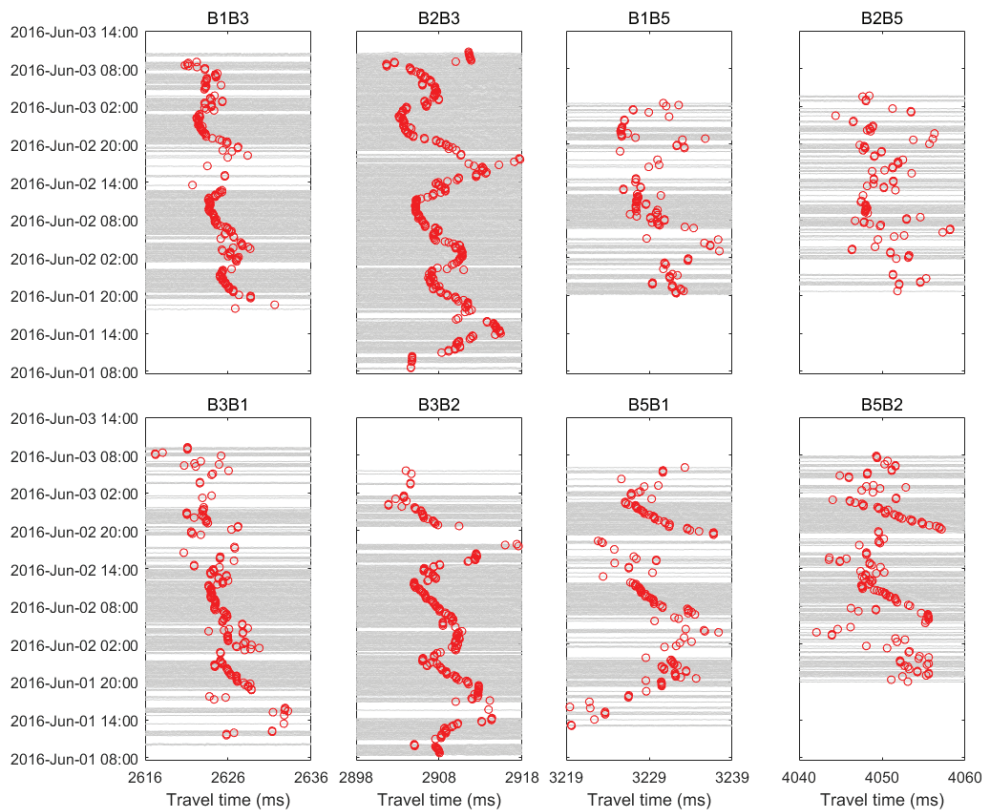 B1B3 B2B3 B1B5 B2B5
2016-Jun-03 14:00
2016-Jun-03 08:00
2016-Jun-03 02:00
2016-Jun-02 20:00
2016-Jun-02 14:00
2016-Jun-02 08:00
2016-Jun-02 02:00
2016-Jun-01 20:00
2016-Jun-01 14:00
2016-Jun-01 08:00
B3B1 B3B2 B5B1 B5B2
2016-Jun-03 14:00
2016-Jun-03 08:00
2016-Jun-03 02:00
2016-Jun-02 20:00
2016-Jun-02 14:00
2016-Jun-02 08:00
2016-Jun-02 02:00
2016-Jun-01 20:00
2016-Jun-01 14:00
2016-Jun-01 08:00
2616 2626 2636 2898 2908 2918 3219 3229 3239 4040 4050 4060
Travel time (ms) Travel time (ms) Travel time (ms) Travel time (ms)